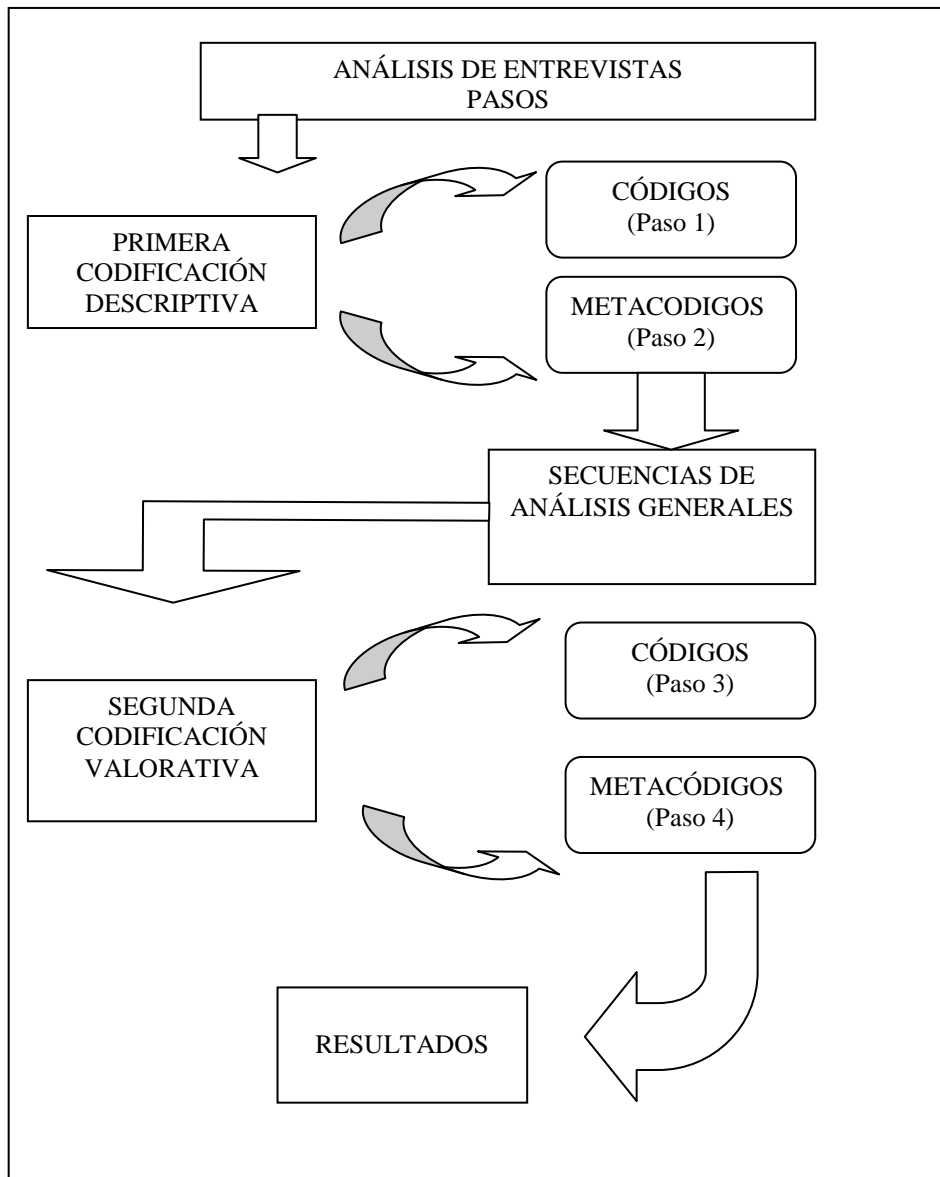 ANÁLISIS DE ENTREVISTAS
PASOS
CÓDIGOS
(Paso 1)
PRIMERA
CODIFICACIÓN
DESCRIPTIVA
METACODIGOS
(Paso 2)
SECUENCIAS DE
ANÁLISIS GENERALES
CÓDIGOS
(Paso 3)
SEGUNDA
CODIFICACIÓN
VALORATIVA
METACÓDIGOS
(Paso 4)
RESULTADOS